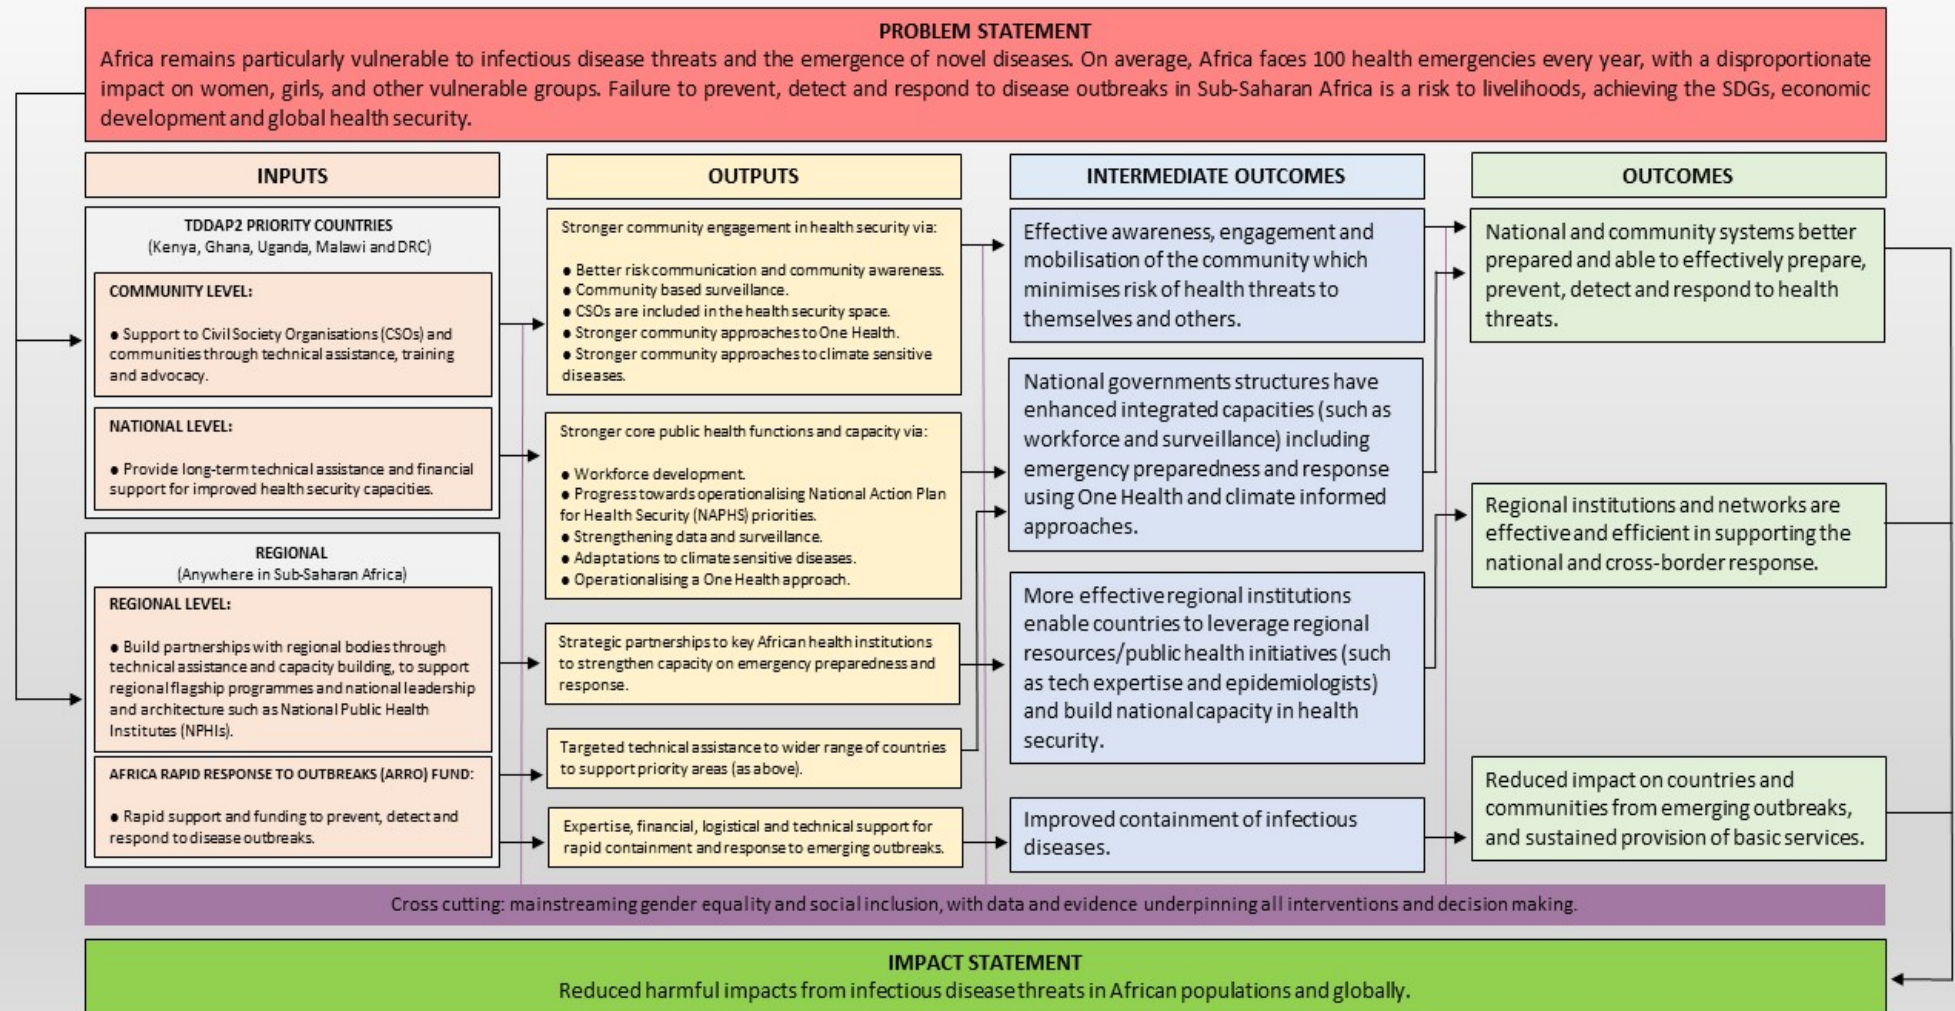 PROBLEM STATEMENT
Africa remains particularly vulnerable to infectious disease threats and the emergence of novel diseases. On average, Africa faces 100 health emergencies every year, with a disproportionate
impact on women, girls, and other vulnerable groups. Failure to prevent, detect and respond to disease outbreaks in Sub-Saharan Africa is a risk to livelihoods, achieving the SDGs, economic
development and global health security.
INPUTS
TDDAP2 PRIORITY COUNTRIES
(Kenya, Ghana, Uganda, Malawi and DRC)
COMMUNITY LEVEL:
● Support to Civil Society Organisations (CSOs) and
communities through technical assistance, training
and advocacy.
NATIONAL LEVEL:
● Provide long-term technical assistance and financial
support for improved health security capacities.
REGIONAL
(Anywhere in Sub-Saharan Africa)
REGIONAL LEVEL:
● Build partnerships with regional bodies through
technical assistance and capacity building, to support
regional flagship programmes and national leadership
and architecture such as National Public Health
Institutes (NPHIs).
AFRICA RAPID RESPONSE TO OUTBREAKS (ARRO) FUND:
● Rapid support and funding to prevent, detect and
respond to disease outbreaks.
OUTPUTS
Stronger community engagement in health security via:
● Better risk communication and community awareness.
● Community based surveillance.
● CSOs are included in the health security space.
● Stronger community approaches to One Health.
● Stronger community approaches to climate sensitive
diseases.
Stronger core public health functions and capacity via:
● Workforce development.
● Progress towards operationalising National Action Plan
for Health Security (NAPHS) priorities.
● Strengthening data and surveillance.
● Adaptations to climate sensitive diseases.
● Operationalising a One Health approach.
Strategic partnerships to key African health institutions
to strengthen capacity on emergency preparedness and
response.
Targeted technical assistance to wider range of countries
to support priority areas (as above).
Expertise, financial, logistical and technical support for
rapid containment and response to emerging outbreaks.
INTERMEDIATE OUTCOMES
Effective awareness, engagement and
mobilisation of the community which
minimises risk of health threats to
themselves and others.
National governments structures have
enhanced integrated capacities (such as
workforce and surveillance) including
emergency preparedness and response
using One Health and climate informed
approaches.
More effective regional institutions
enable countries to leverage regional
resources/public health initiatives (such
as tech expertise and epidemiologists)
and build national capacity in health
security.
Improved containment of infectious
diseases.
OUTCOMES
National and community systems better
prepared and able to effectively prepare,
prevent, detect and respond to health
threats.
Regional institutions and networks are
effective and efficient in supporting the
national and cross-border response.
Reduced impact on countries and
communities from emerging outbreaks,
and sustained provision of basic services.
Cross cutting: mainstreaming gender equality and social inclusion, with data and evidence underpinning all interventions and decision making.
IMPACT STATEMENT
Reduced harmful impacts from infectious disease threats in African populations and globally.